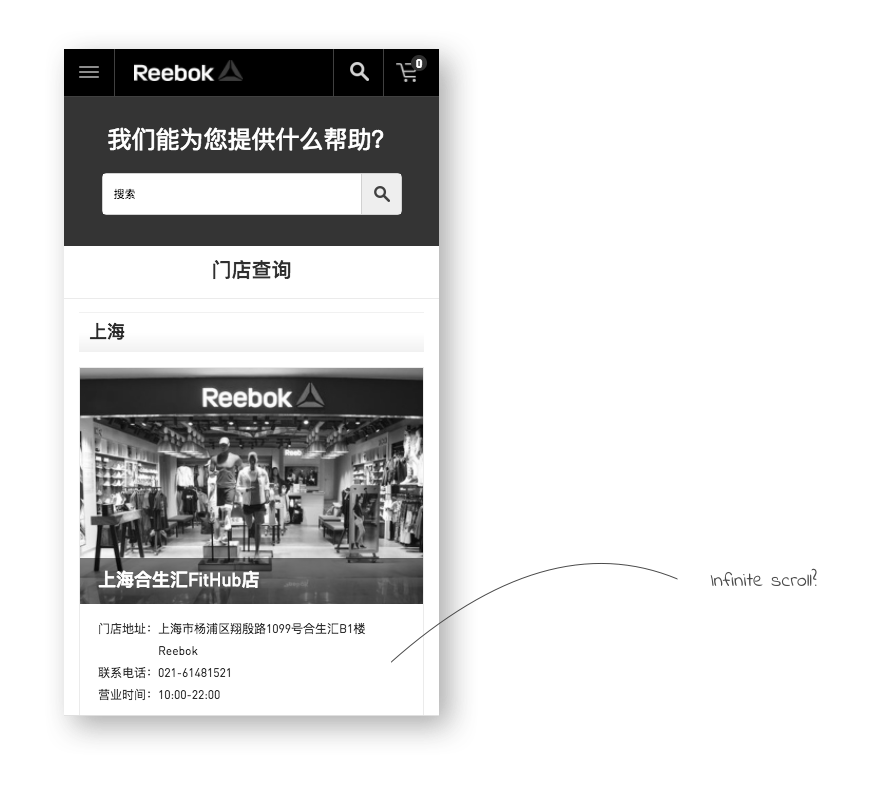 Reebok
0
我们能为您提供什么帮助?
搜索
门店查询
上海
Reebok
Reebok
上海合生汇FitHub店
门店地址: 上海市杨浦区翔殷路1099号合生汇B1楼
Reebok
联系电话: 021-61481521
营业时间: 10:00-22:00
Infinite scroll?